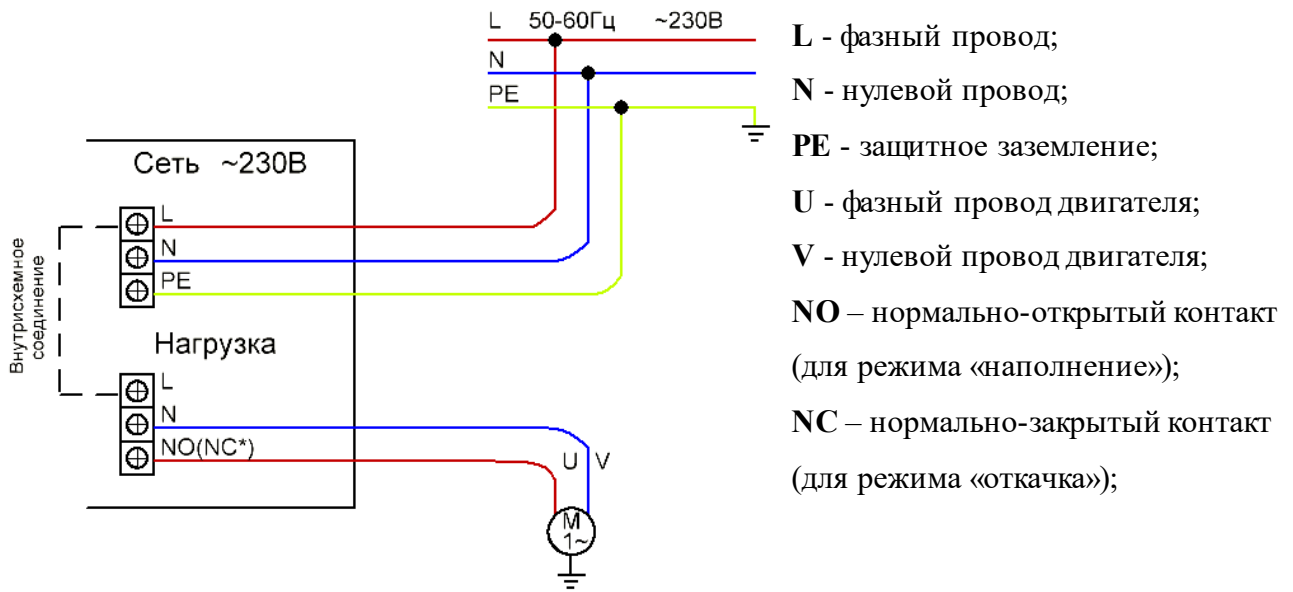 L 50-60Гц ~230В
N
PE
Сеть ~230В
L
N
PE
Внутрисхемное
соединение
Нагрузка
L
N
NO(NC*)
U V
M
1~
L - фазный провод;
N - нулевой провод;
PE - защитное заземление;
U - фазный провод двигателя;
V - нулевой провод двигателя;
NO – нормально-открытый контакт
(для режима «наполнение»);
NC – нормально-закрытый контакт
(для режима «откачка»);